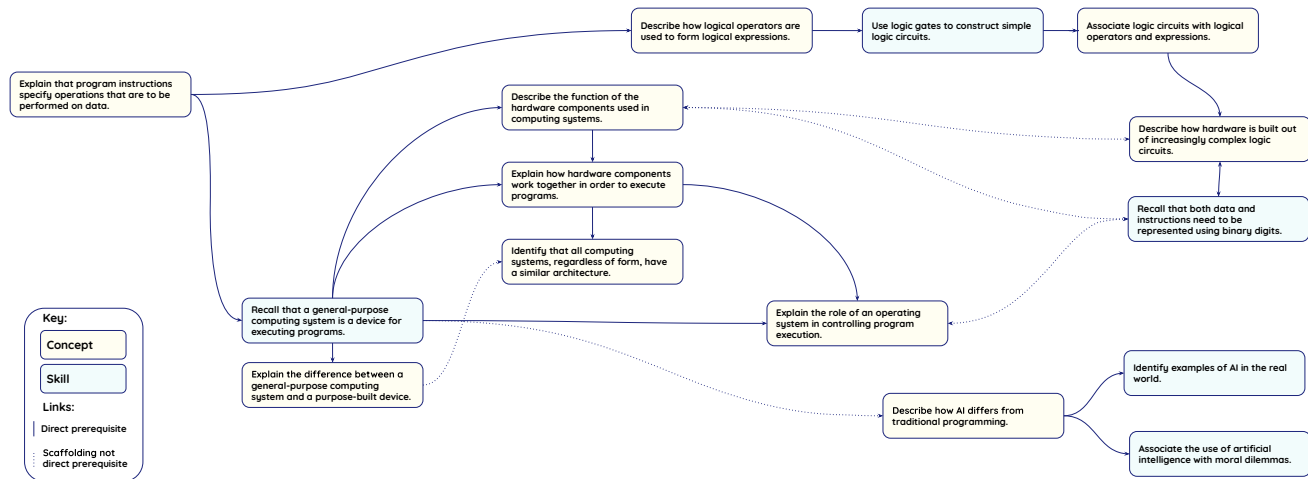 Describe how logical operators are
used to form logical expressions.
Use logic gates to construct simple
logic circuits.
Associate logic circuits with logical
operators and expressions.
Explain that program instructions
specify operations that are to be
performed on data.
Describe the function of the
hardware components used in
computing systems.
Describe how hardware is built out
of increasingly complex logic
circuits.
Explain how hardware components
work together in order to execute
programs.
Recall that both data and
instructions need to be
represented using binary digits.
Identify that all computing
systems, regardless of form, have
a similar architecture.
Recall that a general-purpose
computing system is a device for
executing programs.
Explain the role of an operating
system in controlling program
execution.
Explain the difference between a
general-purpose computing
system and a purpose-built device.
Identify examples of AI in the real
world.
Describe how AI differs from
traditional programming.
Associate the use of artificial
intelligence with moral dilemmas.
Key:
Concept
Skill
Links:
Direct prerequisite
Scaffolding not
direct prerequisite